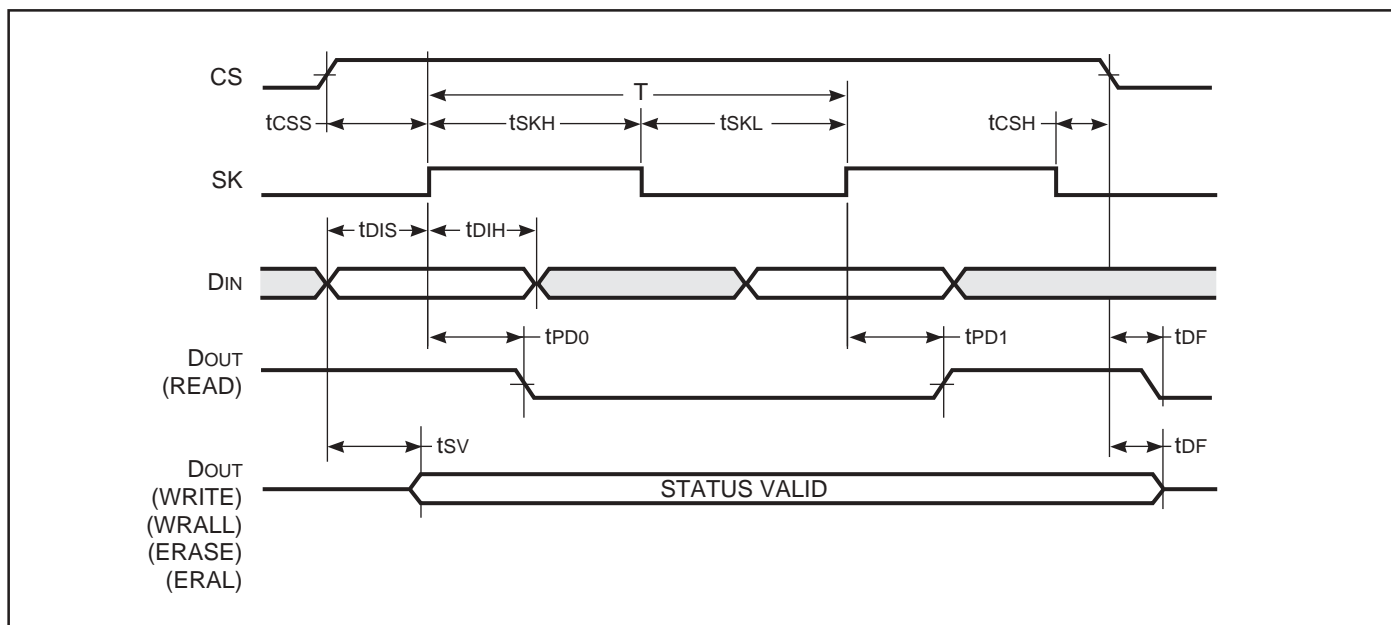 CS
T
tCSS
tSKH
tSKL
tCSH
SK
tDIS
tDIH
DIN
tPD0
tPD1
tDF
DOUT
(READ)
tSV
tDF
DOUT
(WRITE)
(WRALL)
(ERASE)
(ERAL)
STATUS VALID